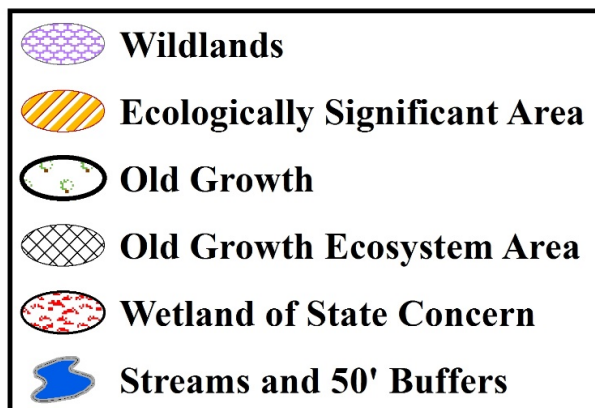 Wildlands
Ecologically Significant Area
Old Growth
Old Growth Ecosystem Area
Wetland of State Concern
Streams and 50' Buffers